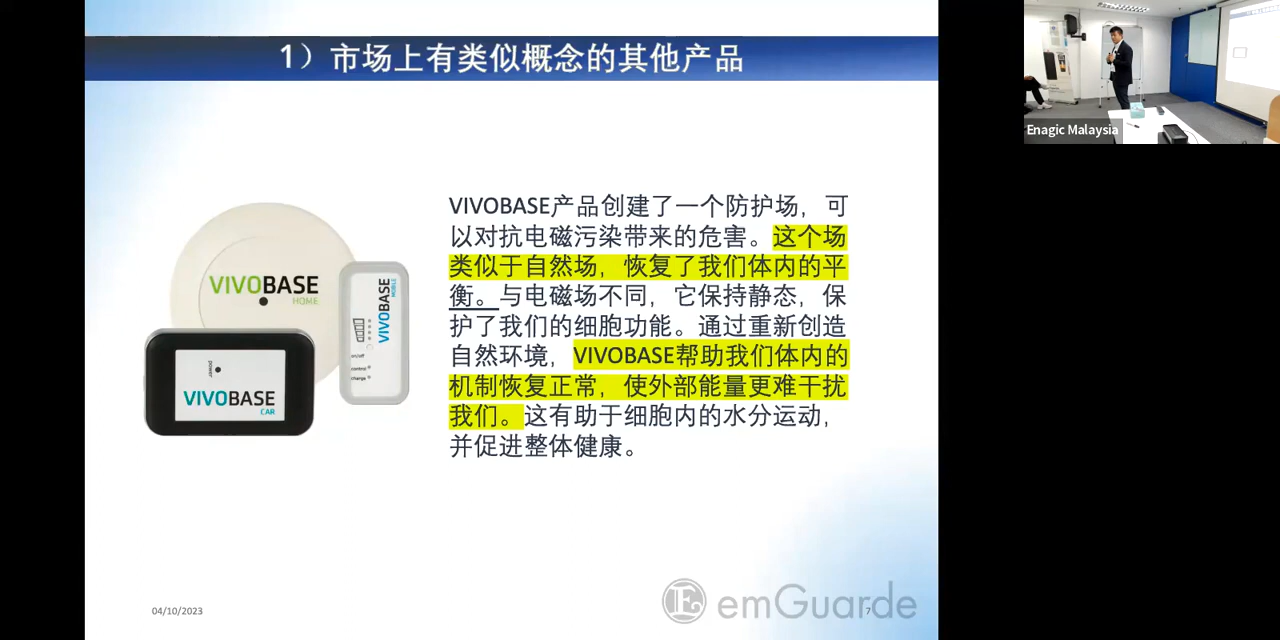 1）市场上有类似概念的其他产品
VIVOBASE产品创建了一个防护场，可
以对抗电磁污染带来的危害。这个场
类似于自然场，恢复了我们体内的平
衡。与电磁场不同，它保持静态，保
护了我们的细胞功能。通过重新创造
自然环境，VIVOBASE帮助我们体内的
机制恢复正常，使外部能量更难干扰
我们。这有助于细胞内的水分运动，
并促进整体健康。
VIVOBASE
HOME
VIVOBASE
MOBILE
on/off
control
charge
power
VIVOBASE
CAR
04/10/2023
E emGuarde
7
Enagic Malaysia